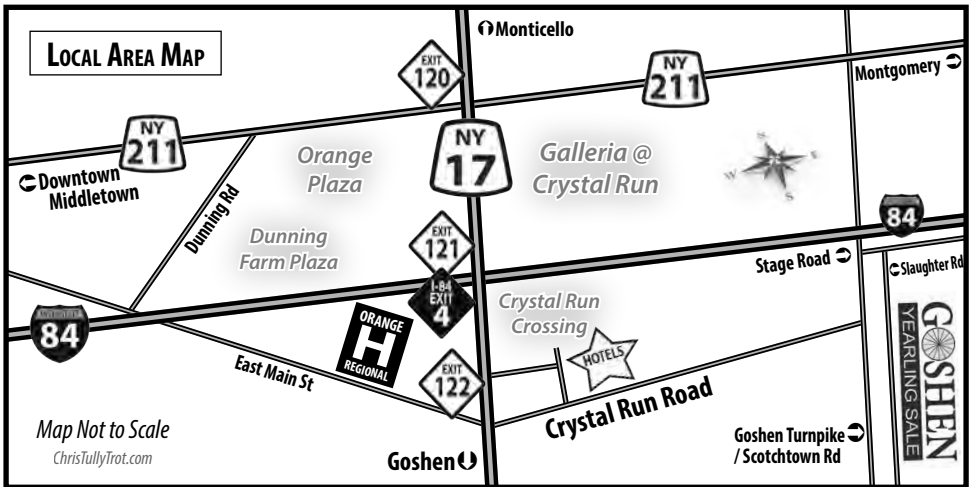 LOCAL AREA MAP
EXIT
120
Monticello
NY
211
Montgomery
NY
211
Downtown
Middletown
Dunning Rd
Orange
Plaza
NY
17
Galleria @
Crystal Run
W
E
S
84
Dunning
Farm Plaza
EXIT
121
Stage Road
Slaughter Rd
I-84
EXIT
4
Crystal Run
Crossing
84
ORANGE
H
REGIONAL
HOTELS
East Main St
EXIT
122
Crystal Run Road
GOSHEN
YEARLING SALE
Map Not to Scale
ChrisTullyTrot.com
Goshen
Goshen Turnpike
/ Scotchtown Rd